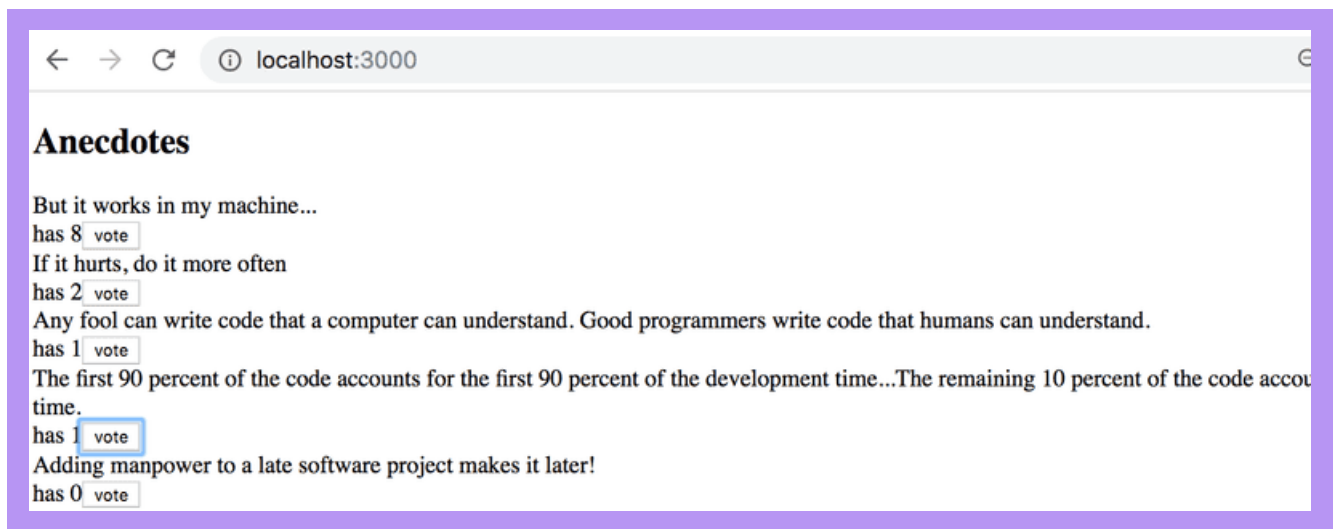 localhost:3000
Anecdotes
But it works in my machine...
has 8 vote
If it hurts, do it more often
has 2 vote
Any fool can write code that a computer can understand. Good programmers write code that humans can understand.
has 1 vote
The first 90 percent of the code accounts for the first 90 percent of the development time...The remaining 10 percent of the code
time.
has 1 vote
Adding manpower to a late software project makes it later!
has 0 vote